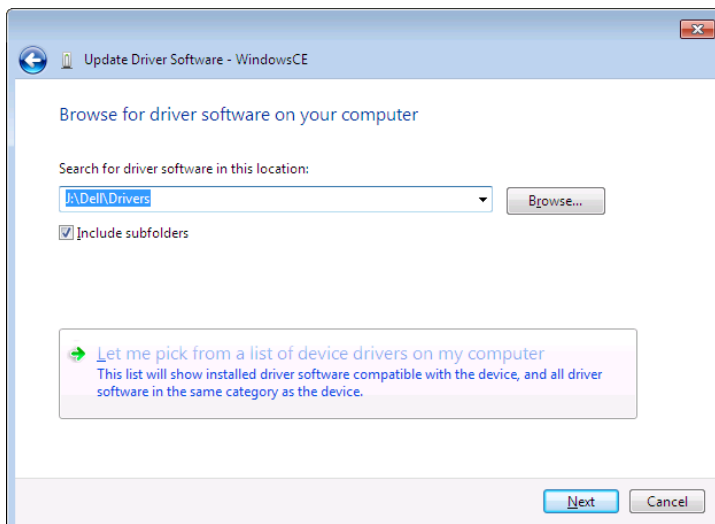 Update Driver Software - WindowsCE
Browse for driver software on your computer
Search for driver software in this location:
J:\Dell\Drivers
Browse...
Include subfolders
Let me pick from a list of device drivers on my computer
This list will show installed driver software compatible with the device, and all driver
software in the same category as the device.
Next
Cancel